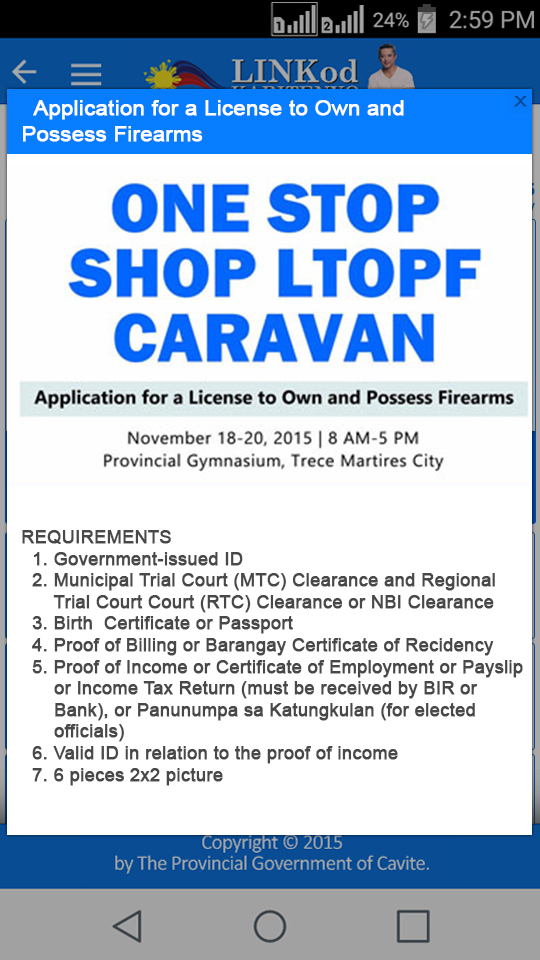 24% 2:59 PM
2
LINKod
KABITENYO
Application for a License to Own and
Possess Firearms
×
ONE STOP
SHOP LTOPF
CARAVAN
Application for a License to Own and Possess Firearms
November 18-20, 2015 | 8 AM-5 PM
Provincial Gymnasium, Trece Martires City
REQUIREMENTS
1. Government-issued ID
2. Municipal Trial Court (MTC) Clearance and Regional
Trial Court Court (RTC) Clearance or NBI Clearance
3. Birth Certificate or Passport
4. Proof of Billing or Barangay Certificate of Recidency
5. Proof of Income or Certificate of Employment or Payslip
or Income Tax Return (must be received by BIR or
Bank), or Panunumpa sa Katungkulan (for elected
officials)
6. Valid ID in relation to the proof of income
7. 6 pieces 2x2 picture
Copyright © 2015
by The Provincial Government of Cavite.